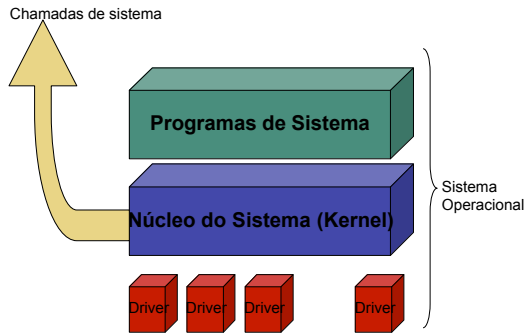 Chamadas de sistema
Programas de Sistema
Núcleo do Sistema (Kernel)
Sistema
Operacional
Driver Driver Driver Driver